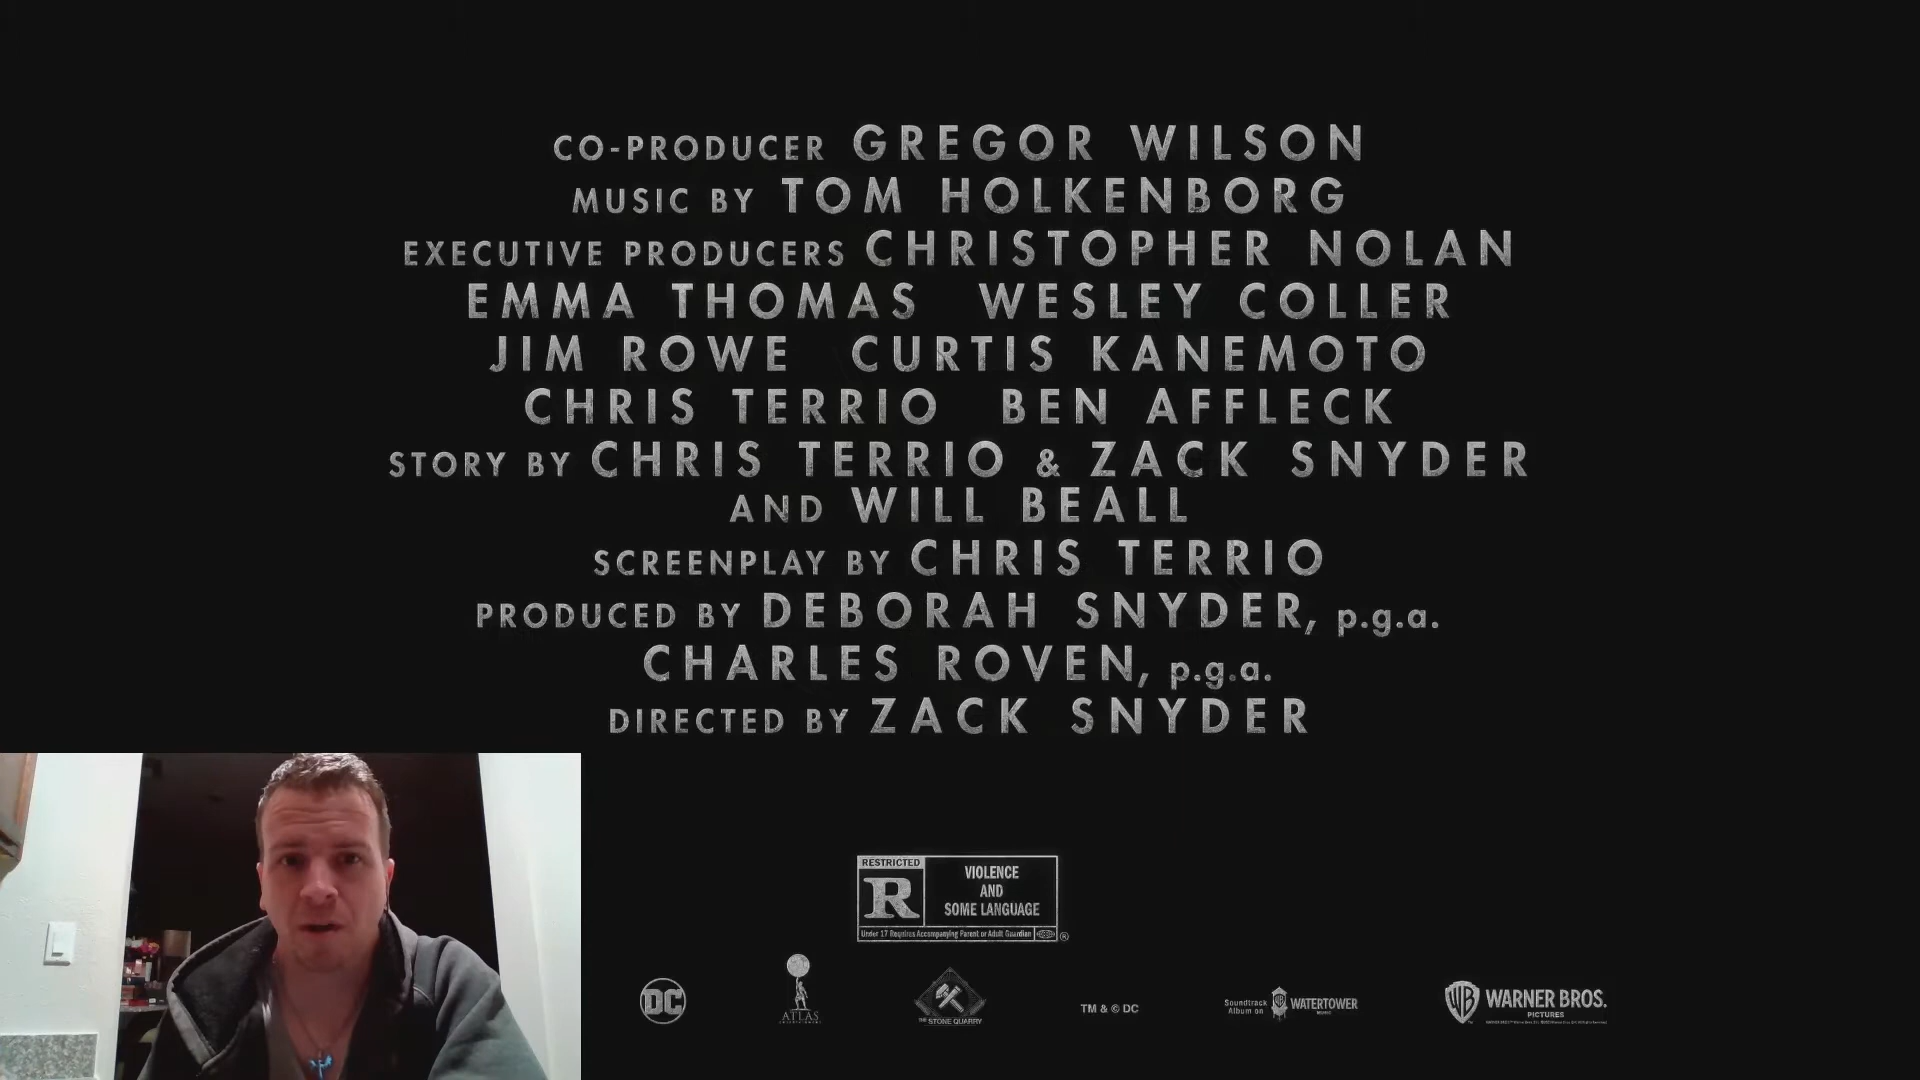 CO-PRODUCER GREGOR WILSON
MUSIC BY TOM HOLKENBORG
EXECUTIVE PRODUCERS CHRISTOPHER NOLAN
EMMA THOMAS WESLEY COLLER
JIM ROWE CURTIS KANEMOTO
CHRIS TERRIO BEN AFFLECK
STORY BY CHRIS TERRIO & ZACK SNYDER
AND WILL BEALL
SCREENPLAY BY CHRIS TERRIO
PRODUCED BY DEBORAH SNYDER, p.g.a.
CHARLES ROVEN, p.g.a.
DIRECTED BY ZACK SNYDER
RESTRICTED
R
VIOLENCE
AND
SOME LANGUAGE
Under 17 Requires Accompanying Parent or Adult Guardian ®
DC
ATLAS
THE STONE QUARRY
TM & © DC
Soundtrack
Album on
WATERTOWER
MUSIC
WB WARNER BROS.
PICTURES